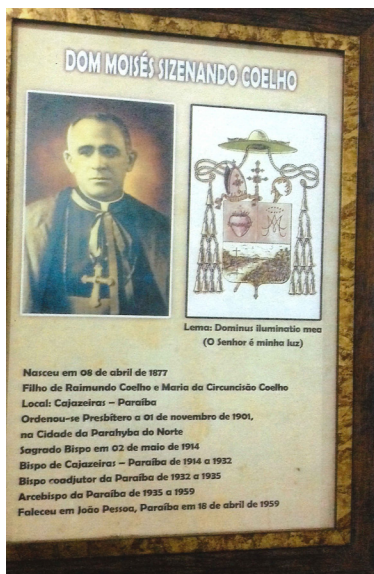 DOM MOISÉS SIZENANDO COELHO
Lema: Dominus iluminatio mea
(O Senhor é minha luz)
Nasceu em 08 de abril de 1877
Filho de Raimundo Coelho e Maria da Circuncisão Coelho
Local: Cajazeiras – Paraíba
Ordenou-se Presbítero a 01 de novembro de 1901,
na Cidade da Parahyba do Norte
Sagrado Bispo em 02 de maio de 1914
Bispo de Cajazeiras – Paraíba de 1914 a 1932
Bispo coadjutor da Paraíba de 1932 a 1935
Arcebispo da Paraíba de 1935 a 1959
Faleceu em João Pessoa, Paraíba em 18 de abril de 1959